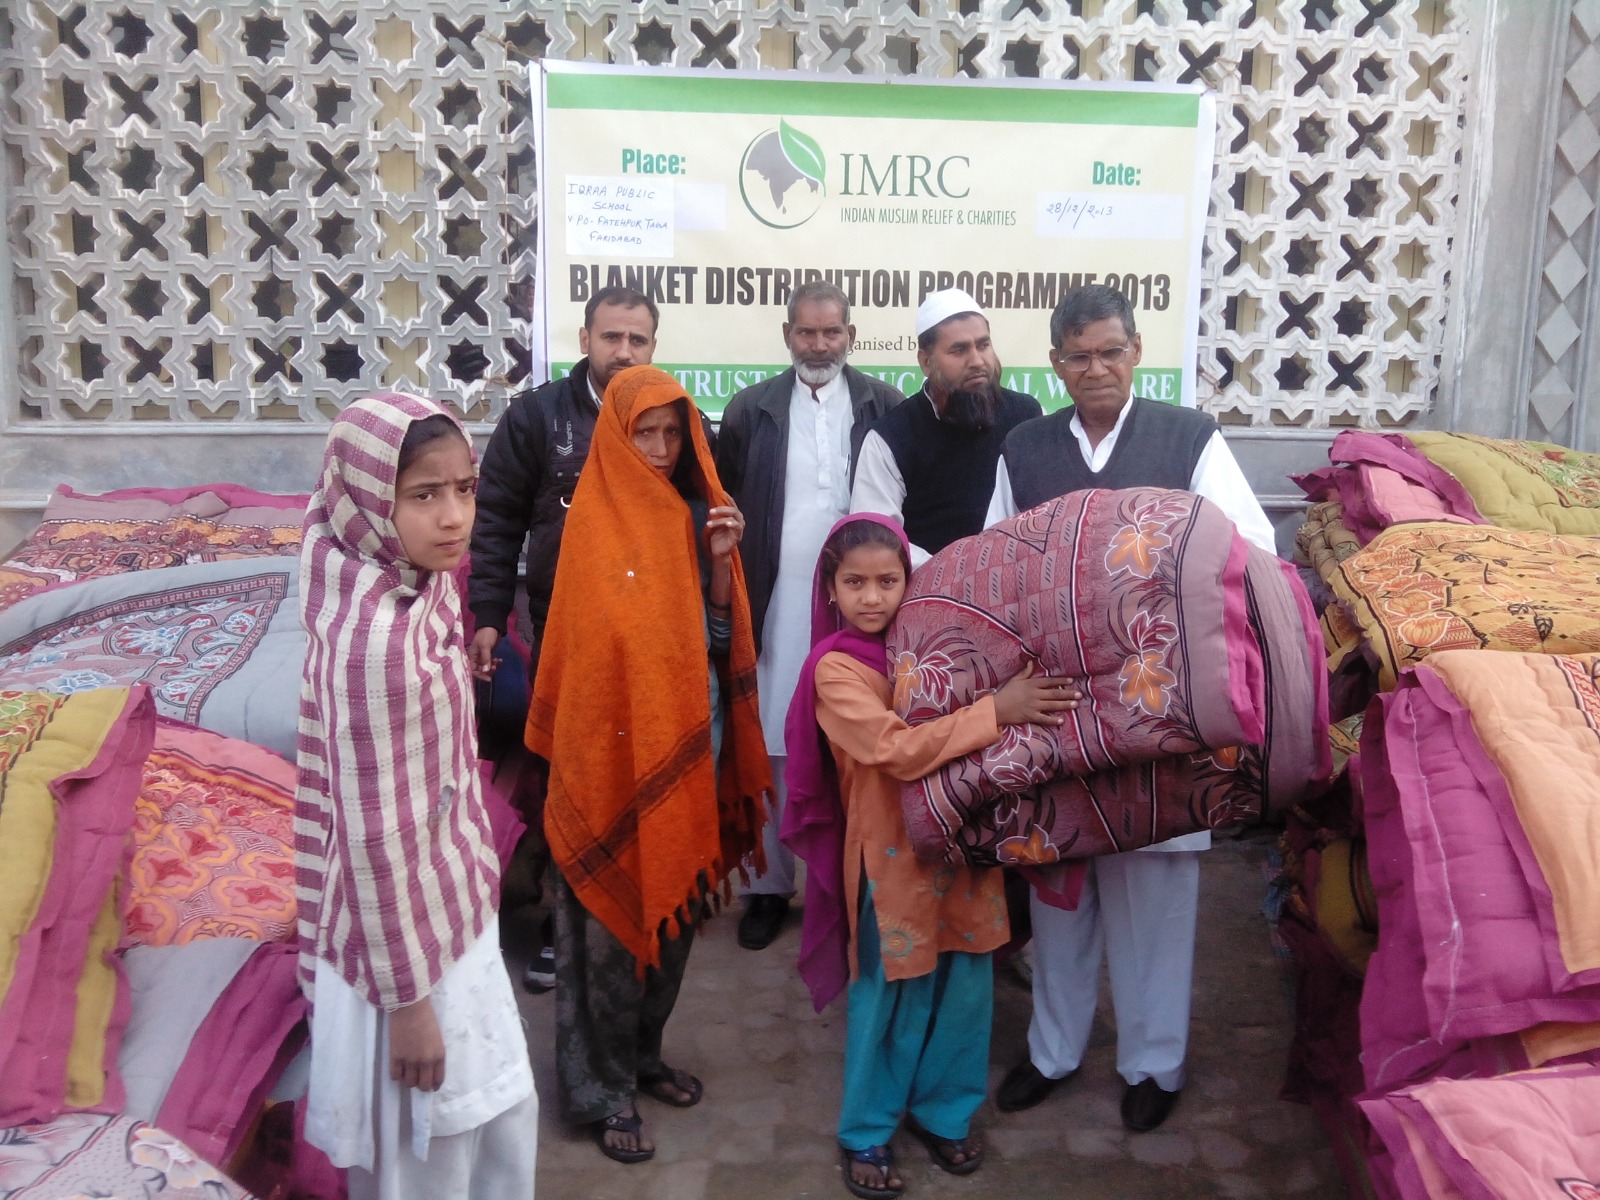 Place:
IQRAA PUBLIC
SCHOOL
V PO-FATEHPUR TAGA
FARIDABAD
IMRC
INDIAN MUSLIM RELIEF & CHARITIES
Date:
28/12/2013
BLANKET DISTRIBUTION PROGRAMME 2013
TRUST